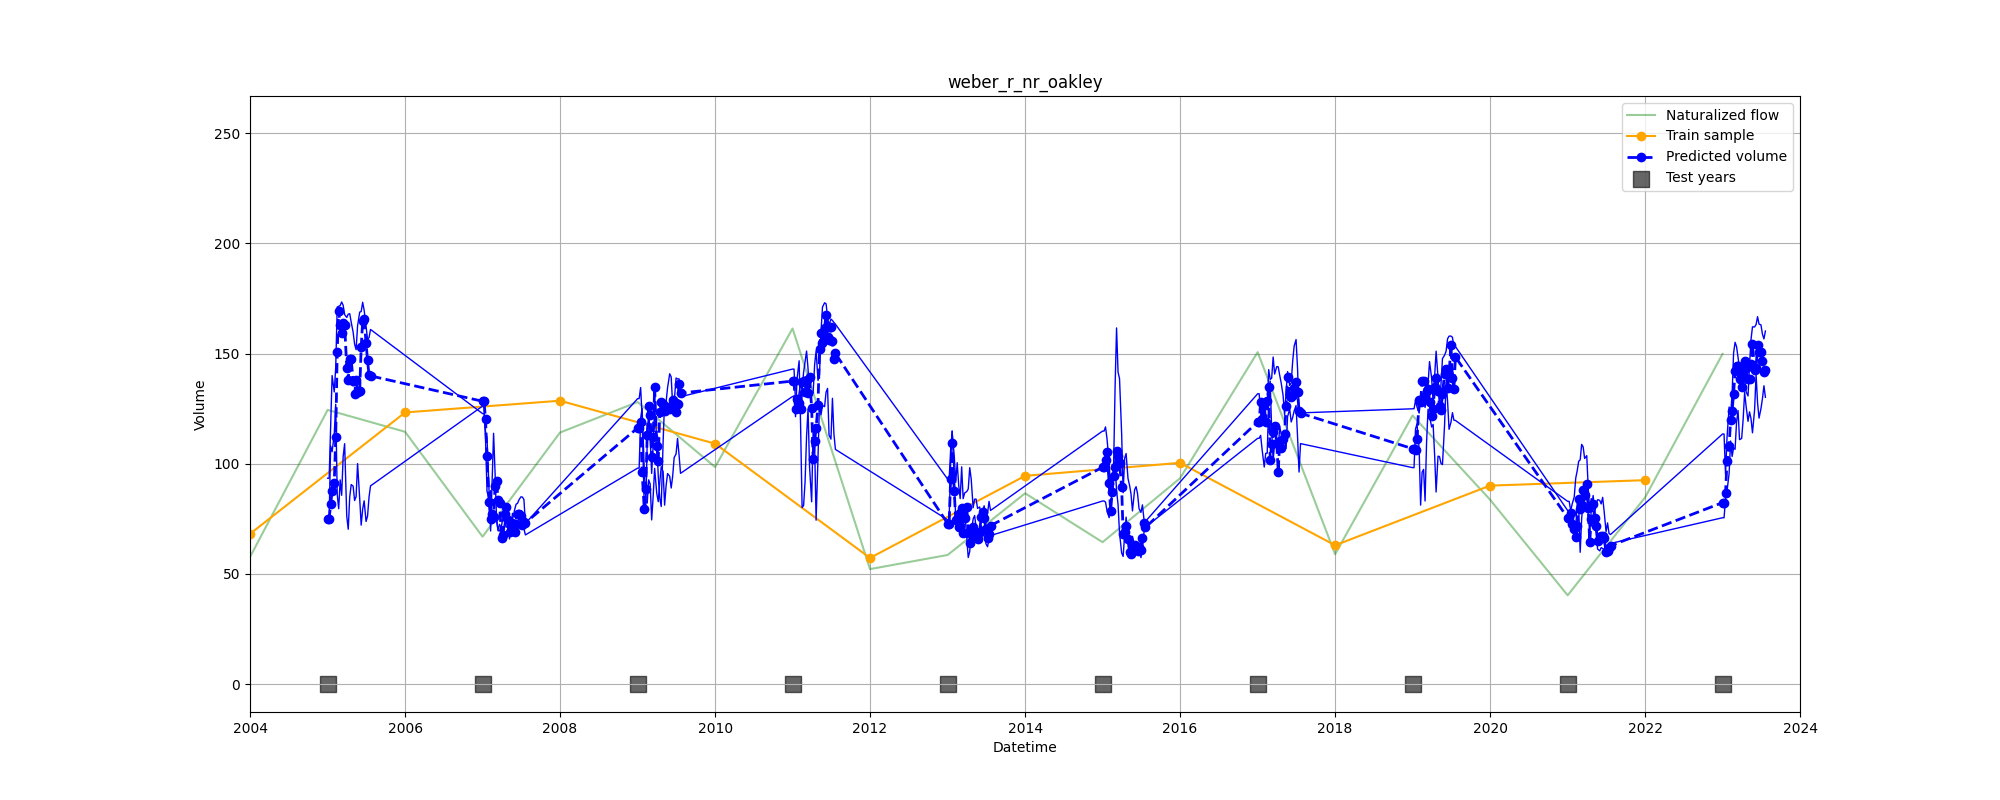 weber_r_nr_oakley
Naturalized flow
Train sample
Predicted volume
Test years
Volume
250
200
150
100
50
0
2004 2006 2008 2010 2012 2014 2016 2018 2020 2022 2024
Datetime